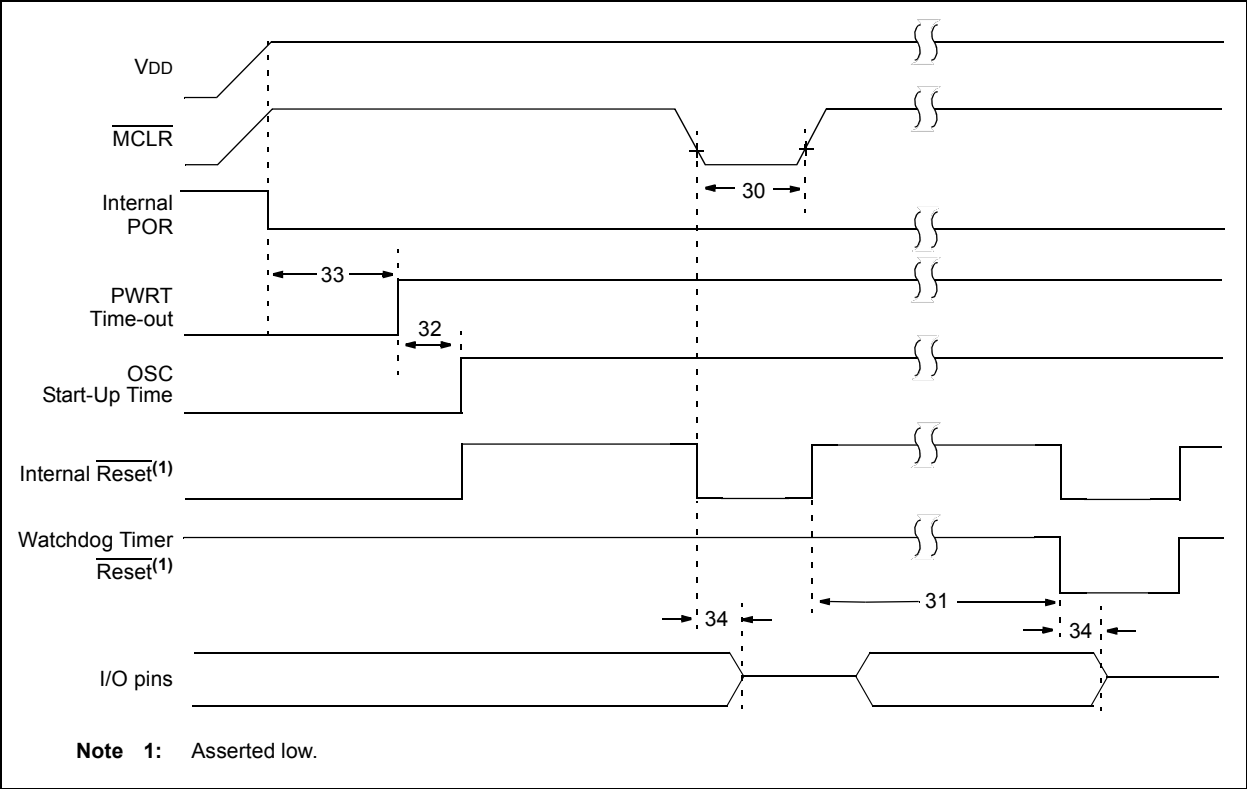 VDD
MCLR
30
Internal
POR
33
PWRT
Time-out
32
OSC
Start-Up Time
Internal Reset(1)
Watchdog Timer
Reset(1)
31
34
34
I/O pins
Note 1: Asserted low.